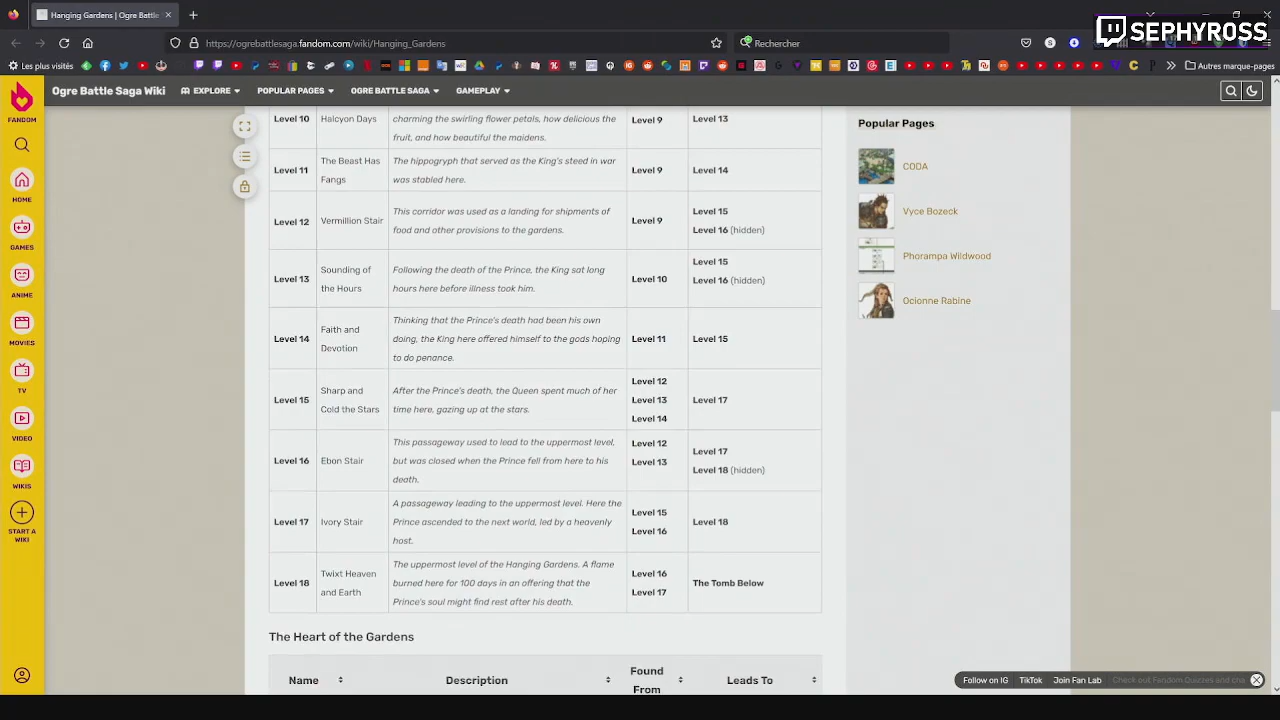 Hanging Gardens | Ogre Battle
SEPHYROSS
https://ogrebattlesaga.fandom.com/wiki/Hanging_Gardens
Rechercher
Les plus visités
Autres marque-pages
FANDOM
Ogre Battle Saga Wiki
EXPLORE
POPULAR PAGES
OGRE BATTLE SAGA
GAMEPLAY
HOME
GAMES
ANIME
MOVIES
TV
VIDEO
WIKIS
START A
WIKI
Level 10 Halcyon Days charming the swirling flower petals, how delicious the Level 9 Level 13
fruit, and how beautiful the maidens.
The Beast Has The hippogryph that served as the King's steed in war
Level 11 Level 9 Level 14
Fangs was stabled here.
This corridor was used as a landing for shipments of Level 15
Level 12 Vermillion Stair Level 9
food and other provisions to the gardens. Level 16 (hidden)
Sounding of Following the death of the Prince, the King sat long Level 15
Level 13 Level 10
the Hours hours here before illness took him. Level 16 (hidden)
Thinking that the Prince's death had been his own
Faith and
Level 14 doing, the King here offered himself to the gods hoping Level 11 Level 15
Devotion
to do penance.
Level 12
Sharp and After the Prince's death, the Queen spent much of her
Level 15 Level 13 Level 17
Cold the Stars time here, gazing up at the stars.
Level 14
This passageway used to lead to the uppermost level, Level 12 Level 17
Level 16 Ebon Stair but was closed when the Prince fell from here to his
death. Level 13 Level 18 (hidden)
A passageway leading to the uppermost level. Here the Level 15
Level 17 Ivory Stair Prince ascended to the next world, led by a heavenly Level 18
host. Level 16
The uppermost level of the Hanging Gardens. A flame
Twixt Heaven Level 16
Level 18 burned here for 100 days in an offering that the The Tomb Below
and Earth Level 17
Prince's soul might find rest after his death.
The Heart of the Gardens
Name Description Found From Leads To
Popular Pages
CODA
Vyce Bozeck
Phorampa Wildwood
Ocionne Rabine
Follow on IG TikTok Join Fan Lab Check out Fandom Quizzes and cha